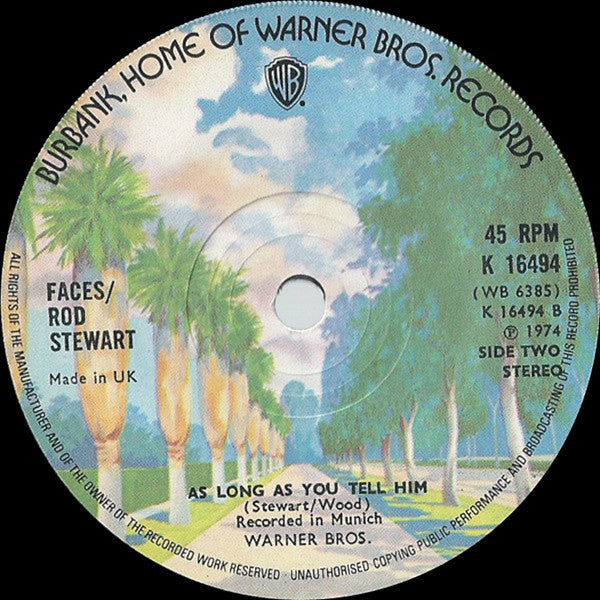 BURBANK, HOME OF WARNER BROS. RECORDS
WB
FACES/
ROD
STEWART
Made in UK
45 RPM
K 16494
(WB 6385)
K 16494 B
Ⓟ 1974
SIDE TWO
STEREO
AS LONG AS YOU TELL HIM
(Stewart/Wood)
Recorded in Munich
WARNER BROS.
ALL RIGHTS OF THE MANUFACTURER AND OF THE OWNER OF THE RECORDED WORK RESERVED · UNAUTHORISED COPYING PUBLIC PERFORMANCE AND BROADCASTING OF THIS RECORD PROHIBITED